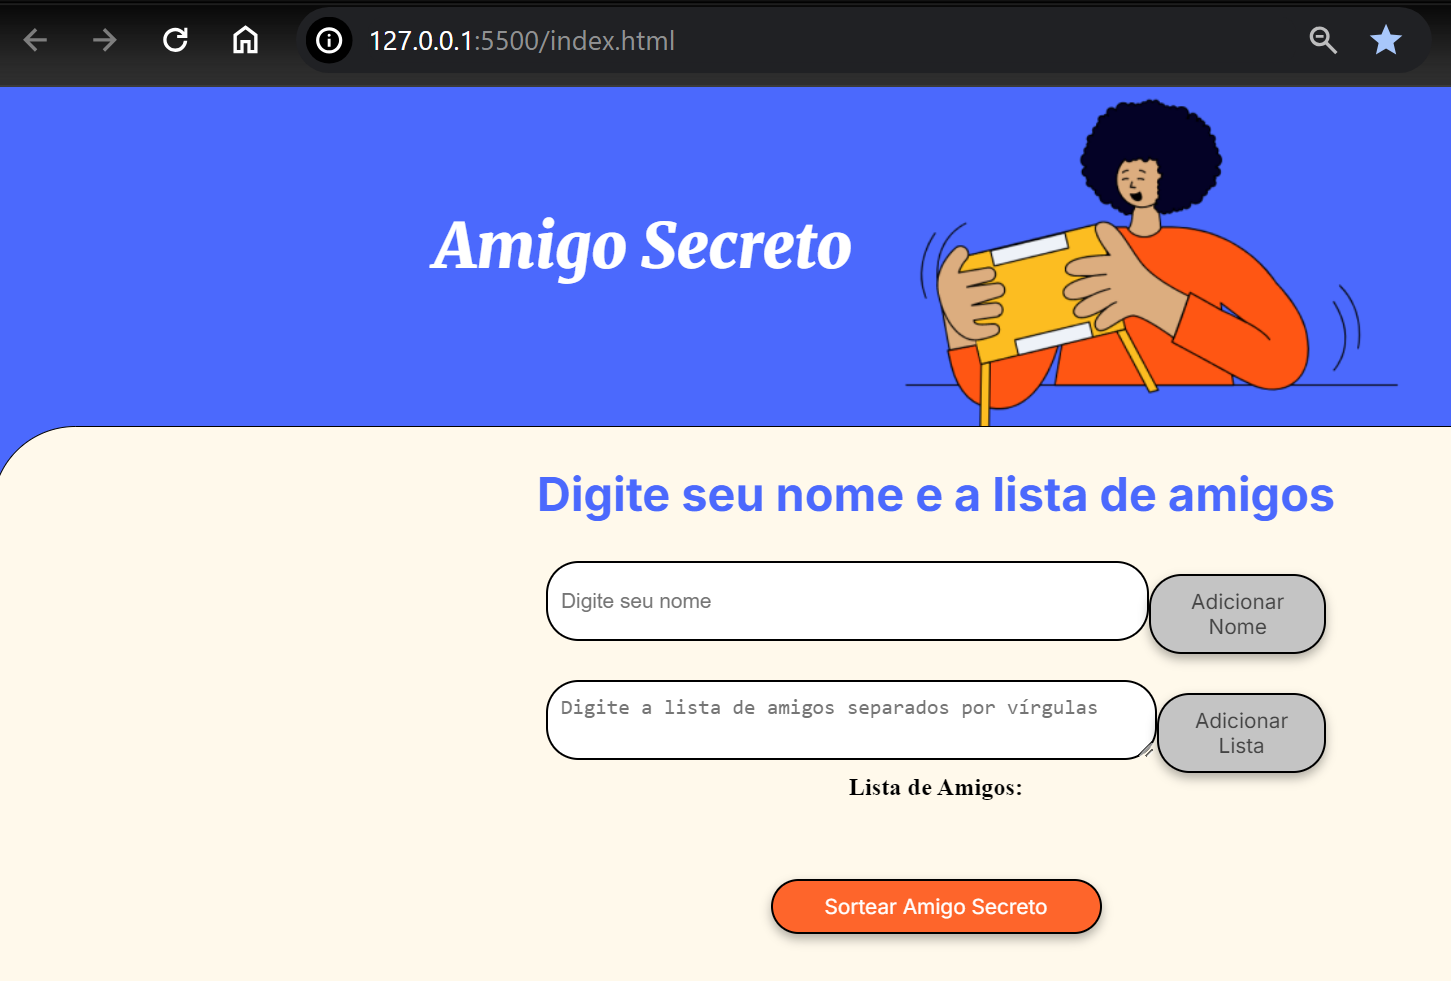 127.0.0.1:5500/index.html
Amigo Secreto
Digite seu nome e a lista de amigos
Digite seu nome
Adicionar
Nome
Digite a lista de amigos separados por vírgulas
Adicionar
Lista
Lista de Amigos:
Sortear Amigo Secreto